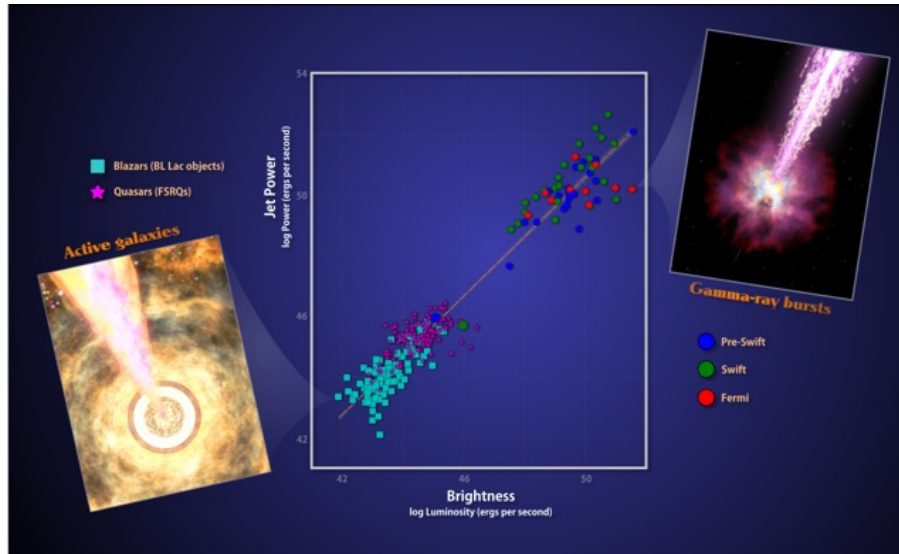 54
50
46
42
Jet Power
log Power (ergs per second)
Blazars (BL Lac objects)
Quasars (FSRQs)
Active galaxies
Gamma-ray bursts
Pre-Swift
Swift
Fermi
42
46
50
Brightness
log Luminosity (ergs per second)